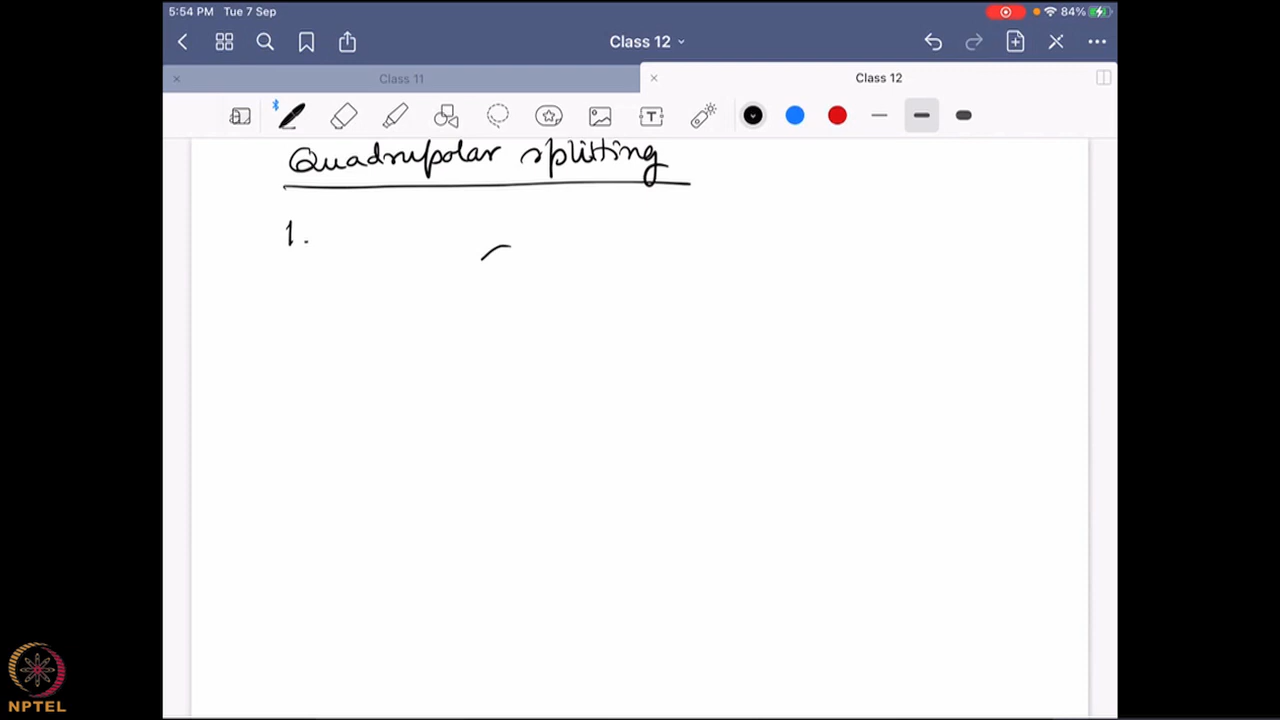 5:54 PM Tue 7 Sep 84%
Class 12
Class 11 Class 12
T
Quadrupolar splitting
1.
NPTEL